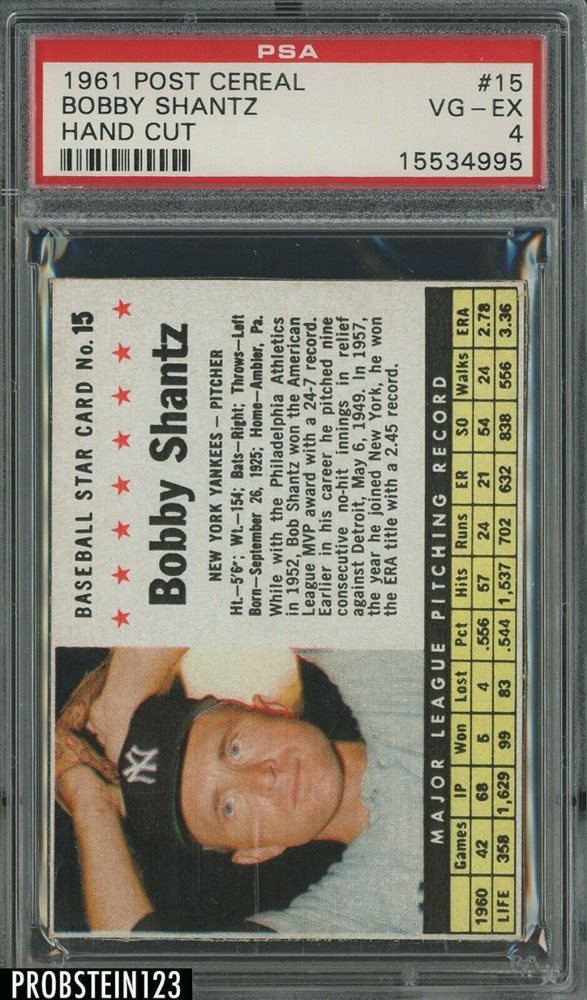 PSA
1961 POST CEREAL #15
BOBBY SHANTZ VG-EX
HAND CUT 4
15534995
BASEBALL STAR CARD No. 15
Bobby Shantz
NEW YORK YANKEES — PITCHER
Ht.—5'6"; Wt.—154; Bats—Right; Throws—Left
Born—September 26, 1925; Home—Ambler, Pa.
While with the Philadelphia Athletics
in 1952, Bob Shantz won the American
League MVP award with a 24-7 record.
Earlier in his career he pitched nine
consecutive no-hit innings in relief
against Detroit, May 6, 1949. In 1957,
the year he joined New York, he won
the ERA title with a 2.45 record.
NY
MAJOR LEAGUE PITCHING RECORD
Games IP Won Lost Pct Hits Runs ER SO Walks ERA
1960 42 68 5 4 .556 57 24 21 54 24 2.78
LIFE 358 1,629 99 83 .544 1,537 702 632 838 556 3.36
PROBSTEIN123